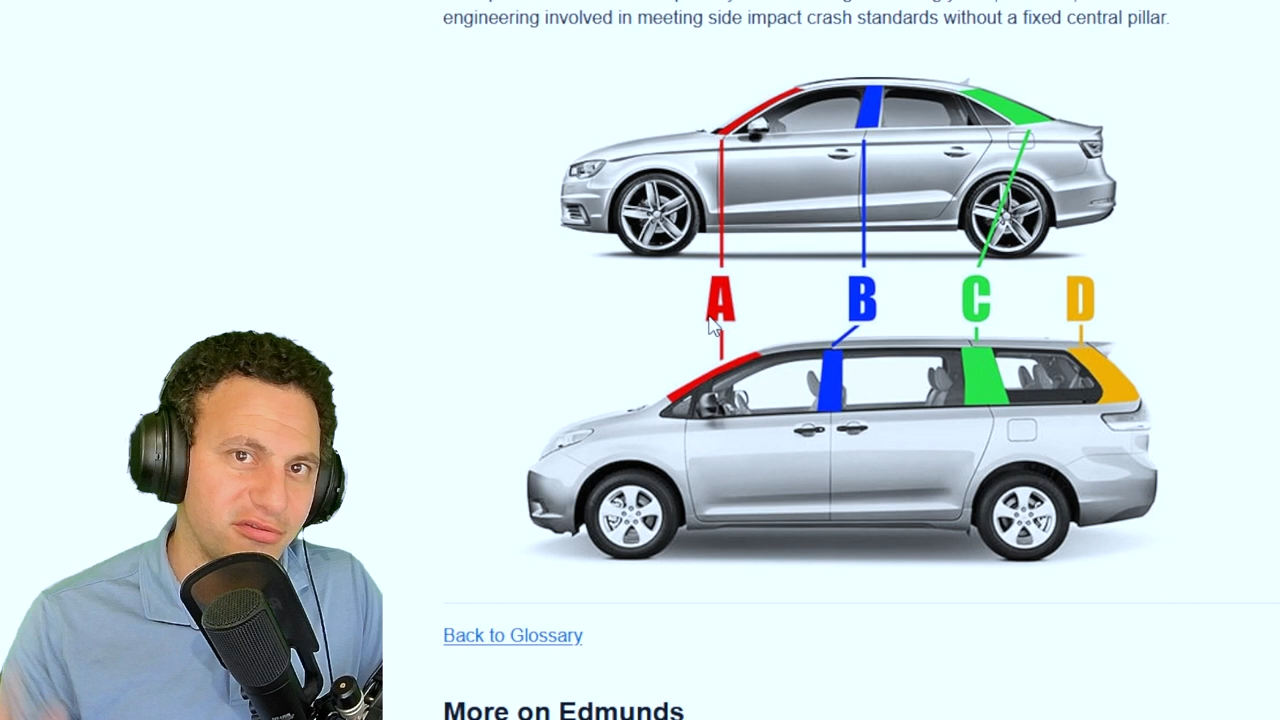 engineering involved in meeting side impact crash standards without a fixed central pillar.
A B C D
Back to Glossary
More on Edmunds